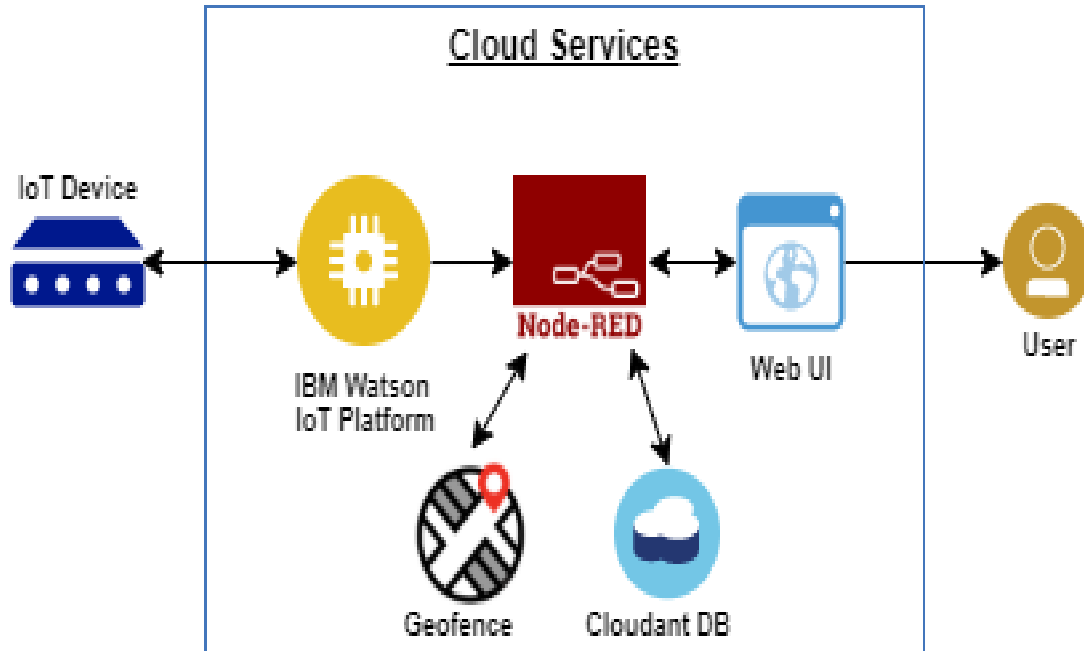 Cloud Services
IoT Device
Node-RED
User
Web UI
IBM Watson
IoT Platform
Geofence
Cloudant DB